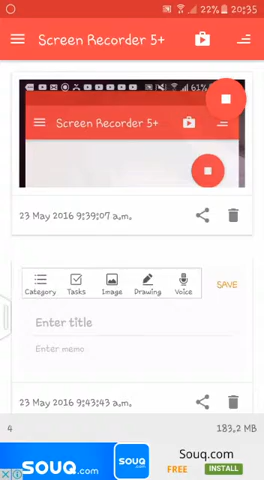 22% 20:35
Screen Recorder 5+
61%
Screen Recorder 5+
23 May 2016 9:39:07 a.m.
Category Tasks Image Drawing Voice SAVE
Enter title
Enter memo
23 May 2016 9:43:43 a.m.
4 183,2 MB
souq.com
souq.com
Souq.com
FREE INSTALL